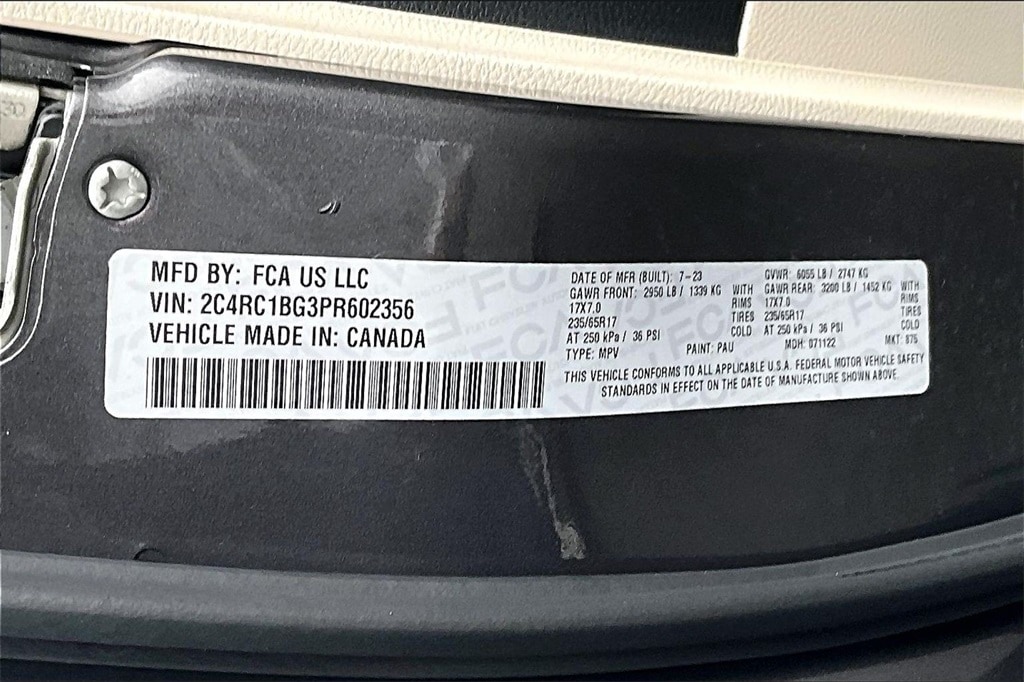 MFD BY: FCA US LLC
VIN: 2C4RC1BG3PR602356
VEHICLE MADE IN: CANADA
DATE OF MFR (BUILT): 7-23
GAWR FRONT: 2950 LB / 1339 KG WITH
17X7.0 RIMS
235/65R17 TIRES
AT 250 kPa / 36 PSI COLD
TYPE: MPV
PAINT: PAU
GVWR: 6055 LB / 2747 KG
GAWR REAR: 3200 LB / 1452 KG WITH
17X7.0 RIMS
235/65R17 TIRES
AT 250 kPa / 36 PSI COLD
MDH: 071122
MKT: 875
THIS VEHICLE CONFORMS TO ALL APPLICABLE U.S.A. FEDERAL MOTOR VEHICLE SAFETY
STANDARDS IN EFFECT ON THE DATE OF MANUFACTURE SHOWN ABOVE.